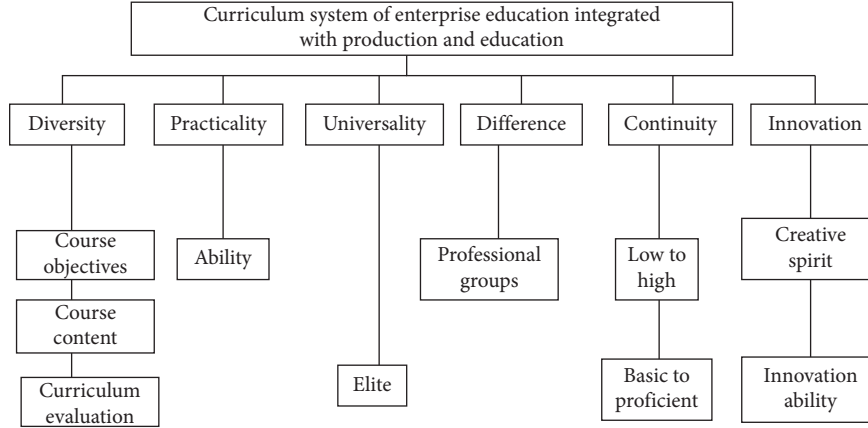 Curriculum system of enterprise education integrated
with production and education
Diversity
Practicality
Universality
Difference
Continuity
Innovation
Course
objectives
Ability
Professional
groups
Low to
high
Creative
spirit
Course
content
Curriculum
evaluation
Elite
Basic to
proficient
Innovation
ability